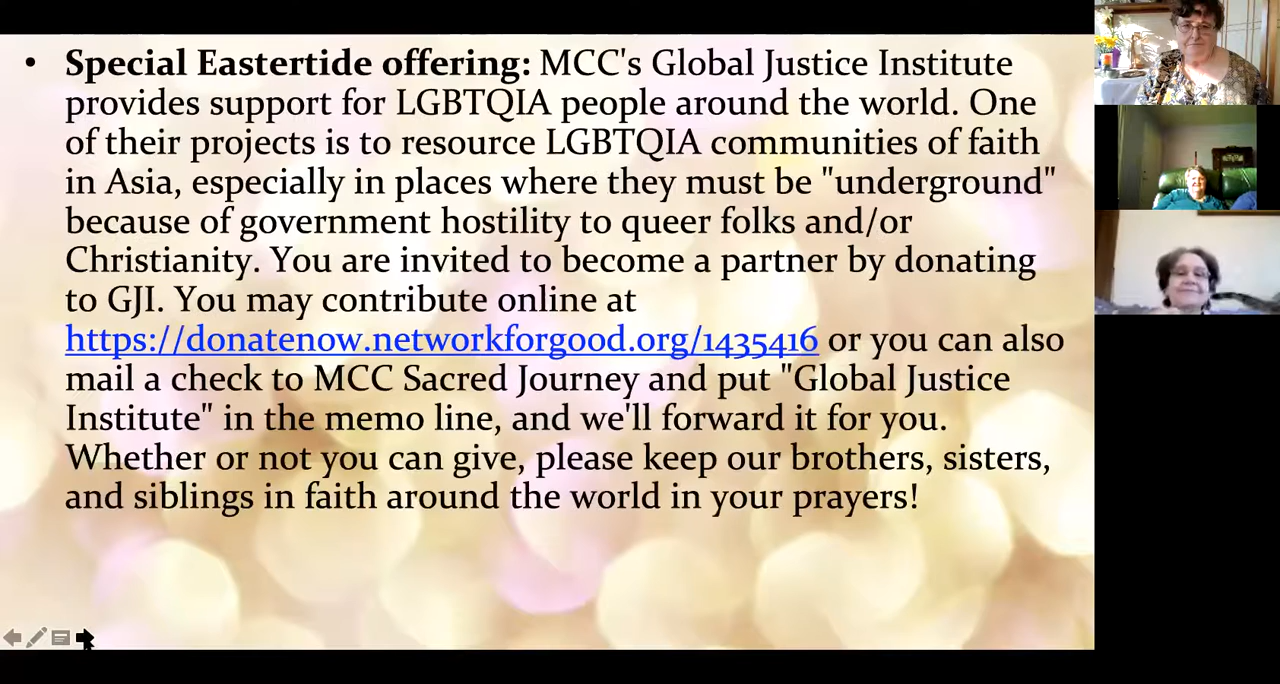 • Special Eastertide offering: MCC's Global Justice Institute
provides support for LGBTQIA people around the world. One
of their projects is to resource LGBTQIA communities of faith
in Asia, especially in places where they must be "underground"
because of government hostility to queer folks and/or
Christianity. You are invited to become a partner by donating
to GJI. You may contribute online at
https://donatenow.networkforgood.org/1435416 or you can also
mail a check to MCC Sacred Journey and put "Global Justice
Institute" in the memo line, and we'll forward it for you.
Whether or not you can give, please keep our brothers, sisters,
and siblings in faith around the world in your prayers!